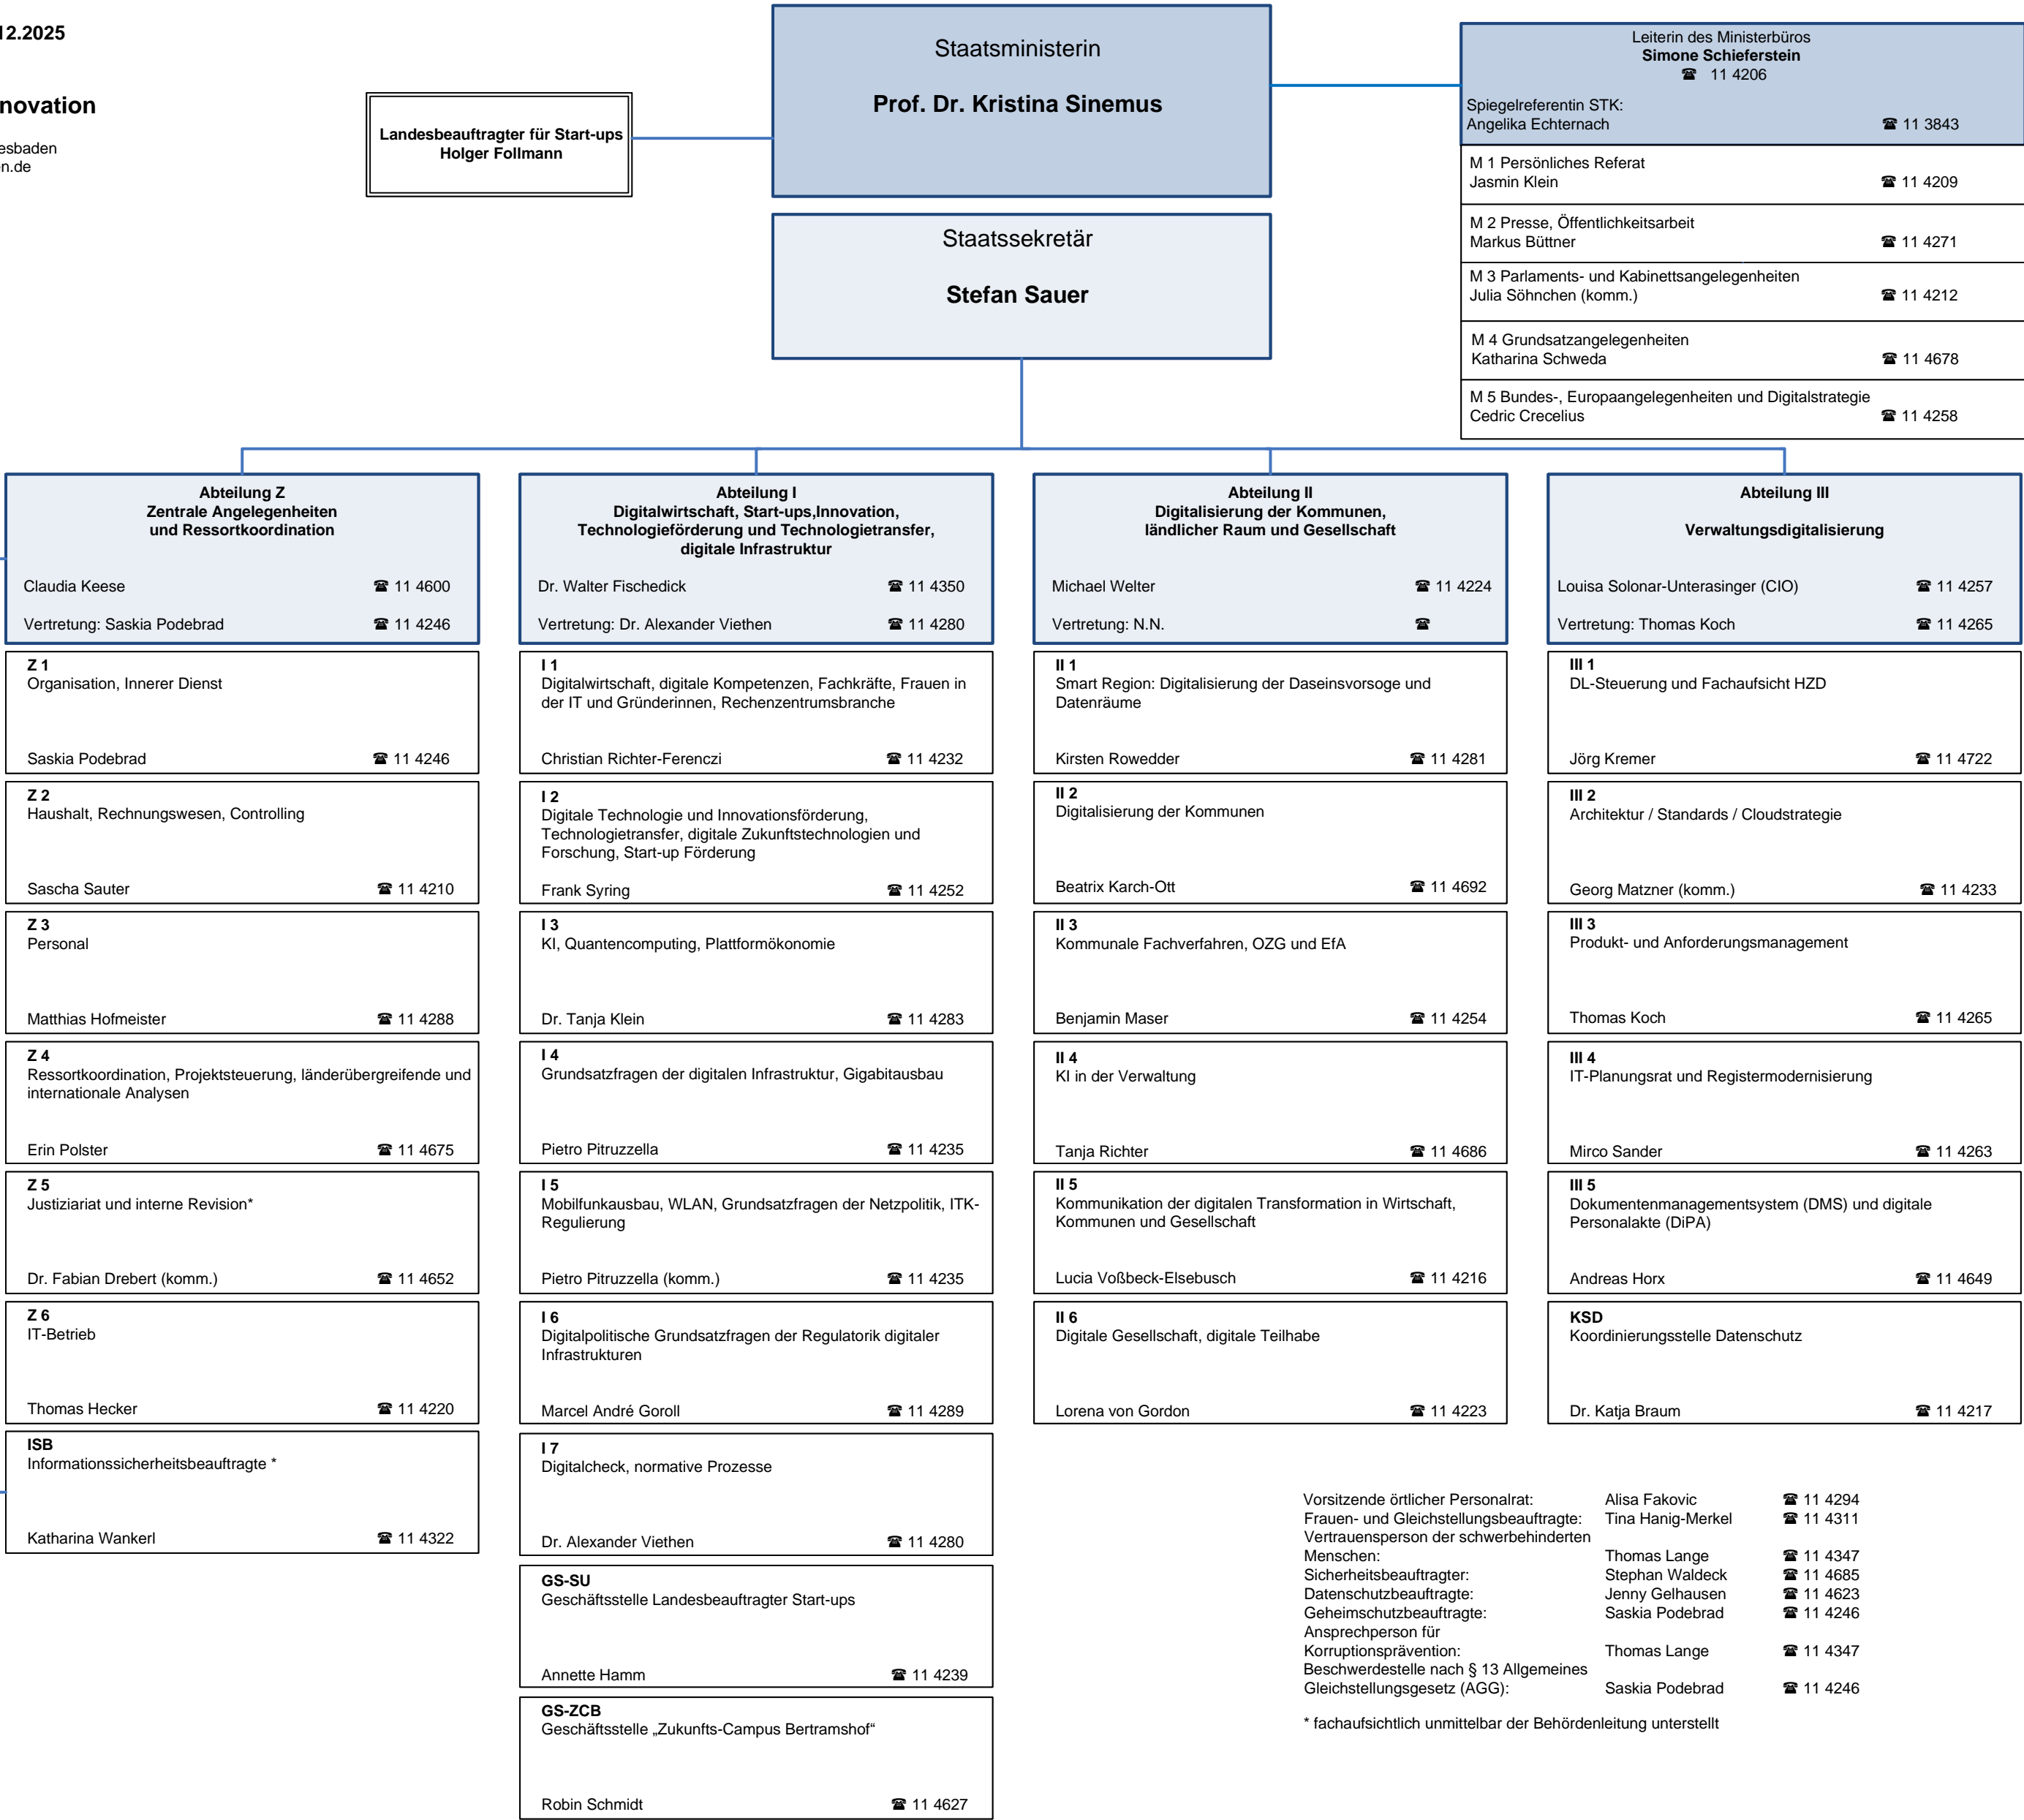 12.2025
nnovation
esbaden
n.de
Landesbeauftragter für Start-ups
Holger Follmann
Staatsministerin
Prof. Dr. Kristina Sinemus
Staatssekretär
Stefan Sauer
Leiterin des Ministerbüros
Simone Schieferstein
☎ 11 4206
Spiegelreferentin STK:
Angelika Echternach ☎ 11 3843
M 1 Persönliches Referat
Jasmin Klein ☎ 11 4209
M 2 Presse, Öffentlichkeitsarbeit
Markus Büttner ☎ 11 4271
M 3 Parlaments- und Kabinettsangelegenheiten
Julia Söhnchen (komm.) ☎ 11 4212
M 4 Grundsatzangelegenheiten
Katharina Schweda ☎ 11 4678
M 5 Bundes-, Europaangelegenheiten und Digitalstrategie
Cedric Crecelius ☎ 11 4258
Abteilung Z
Zentrale Angelegenheiten
und Ressortkoordination
Claudia Keese ☎ 11 4600
Vertretung: Saskia Podebrad ☎ 11 4246
Z 1
Organisation, Innerer Dienst
Saskia Podebrad ☎ 11 4246
Z 2
Haushalt, Rechnungswesen, Controlling
Sascha Sauter ☎ 11 4210
Z 3
Personal
Matthias Hofmeister ☎ 11 4288
Z 4
Ressortkoordination, Projektsteuerung, länderübergreifende und
internationale Analysen
Erin Polster ☎ 11 4675
Z 5
Justiziariat und interne Revision*
Dr. Fabian Drebert (komm.) ☎ 11 4652
Z 6
IT-Betrieb
Thomas Hecker ☎ 11 4220
ISB
Informationssicherheitsbeauftragte *
Katharina Wankerl ☎ 11 4322
Abteilung I
Digitalwirtschaft, Start-ups,Innovation,
Technologieförderung und Technologietransfer,
digitale Infrastruktur
Dr. Walter Fischedick ☎ 11 4350
Vertretung: Dr. Alexander Viethen ☎ 11 4280
I 1
Digitalwirtschaft, digitale Kompetenzen, Fachkräfte, Frauen in
der IT und Gründerinnen, Rechenzentrumsbranche
Christian Richter-Ferenczi ☎ 11 4232
I 2
Digitale Technologie und Innovationsförderung,
Technologietransfer, digitale Zukunftstechnologien und
Forschung, Start-up Förderung
Frank Syring ☎ 11 4252
I 3
KI, Quantencomputing, Plattformökonomie
Dr. Tanja Klein ☎ 11 4283
I 4
Grundsatzfragen der digitalen Infrastruktur, Gigabitausbau
Pietro Pitruzzella ☎ 11 4235
I 5
Mobilfunkausbau, WLAN, Grundsatzfragen der Netzpolitik, ITK-
Regulierung
Pietro Pitruzzella (komm.) ☎ 11 4235
I 6
Digitalpolitische Grundsatzfragen der Regulatorik digitaler
Infrastrukturen
Marcel André Goroll ☎ 11 4289
I 7
Digitalcheck, normative Prozesse
Dr. Alexander Viethen ☎ 11 4280
GS-SU
Geschäftsstelle Landesbeauftragter Start-ups
Annette Hamm ☎ 11 4239
GS-ZCB
Geschäftsstelle „Zukunfts-Campus Bertramshof“
Robin Schmidt ☎ 11 4627
Abteilung II
Digitalisierung der Kommunen,
ländlicher Raum und Gesellschaft
Michael Welter ☎ 11 4224
Vertretung: N.N. ☎
II 1
Smart Region: Digitalisierung der Daseinsvorsoge und
Datenräume
Kirsten Rowedder ☎ 11 4281
II 2
Digitalisierung der Kommunen
Beatrix Karch-Ott ☎ 11 4692
II 3
Kommunale Fachverfahren, OZG und EfA
Benjamin Maser ☎ 11 4254
II 4
KI in der Verwaltung
Tanja Richter ☎ 11 4686
II 5
Kommunikation der digitalen Transformation in Wirtschaft,
Kommunen und Gesellschaft
Lucia Voßbeck-Elsebusch ☎ 11 4216
II 6
Digitale Gesellschaft, digitale Teilhabe
Lorena von Gordon ☎ 11 4223
Abteilung III
Verwaltungsdigitalisierung
Louisa Solonar-Unterasinger (CIO) ☎ 11 4257
Vertretung: Thomas Koch ☎ 11 4265
III 1
DL-Steuerung und Fachaufsicht HZD
Jörg Kremer ☎ 11 4722
III 2
Architektur / Standards / Cloudstrategie
Georg Matzner (komm.) ☎ 11 4233
III 3
Produkt- und Anforderungsmanagement
Thomas Koch ☎ 11 4265
III 4
IT-Planungsrat und Registermodernisierung
Mirco Sander ☎ 11 4263
III 5
Dokumentenmanagementsystem (DMS) und digitale
Personalakte (DiPA)
Andreas Horx ☎ 11 4649
KSD
Koordinierungsstelle Datenschutz
Dr. Katja Braum ☎ 11 4217
Vorsitzende örtlicher Personalrat: Alisa Fakovic ☎ 11 4294
Frauen- und Gleichstellungsbeauftragte: Tina Hanig-Merkel ☎ 11 4311
Vertrauensperson der schwerbehinderten
Menschen: Thomas Lange ☎ 11 4347
Sicherheitsbeauftragter: Stephan Waldeck ☎ 11 4685
Datenschutzbeauftragte: Jenny Gelhausen ☎ 11 4623
Geheimschutzbeauftragte: Saskia Podebrad ☎ 11 4246
Ansprechperson für
Korruptionsprävention: Thomas Lange ☎ 11 4347
Beschwerdestelle nach § 13 Allgemeines
Gleichstellungsgesetz (AGG): Saskia Podebrad ☎ 11 4246
* fachaufsichtlich unmittelbar der Behördenleitung unterstellt